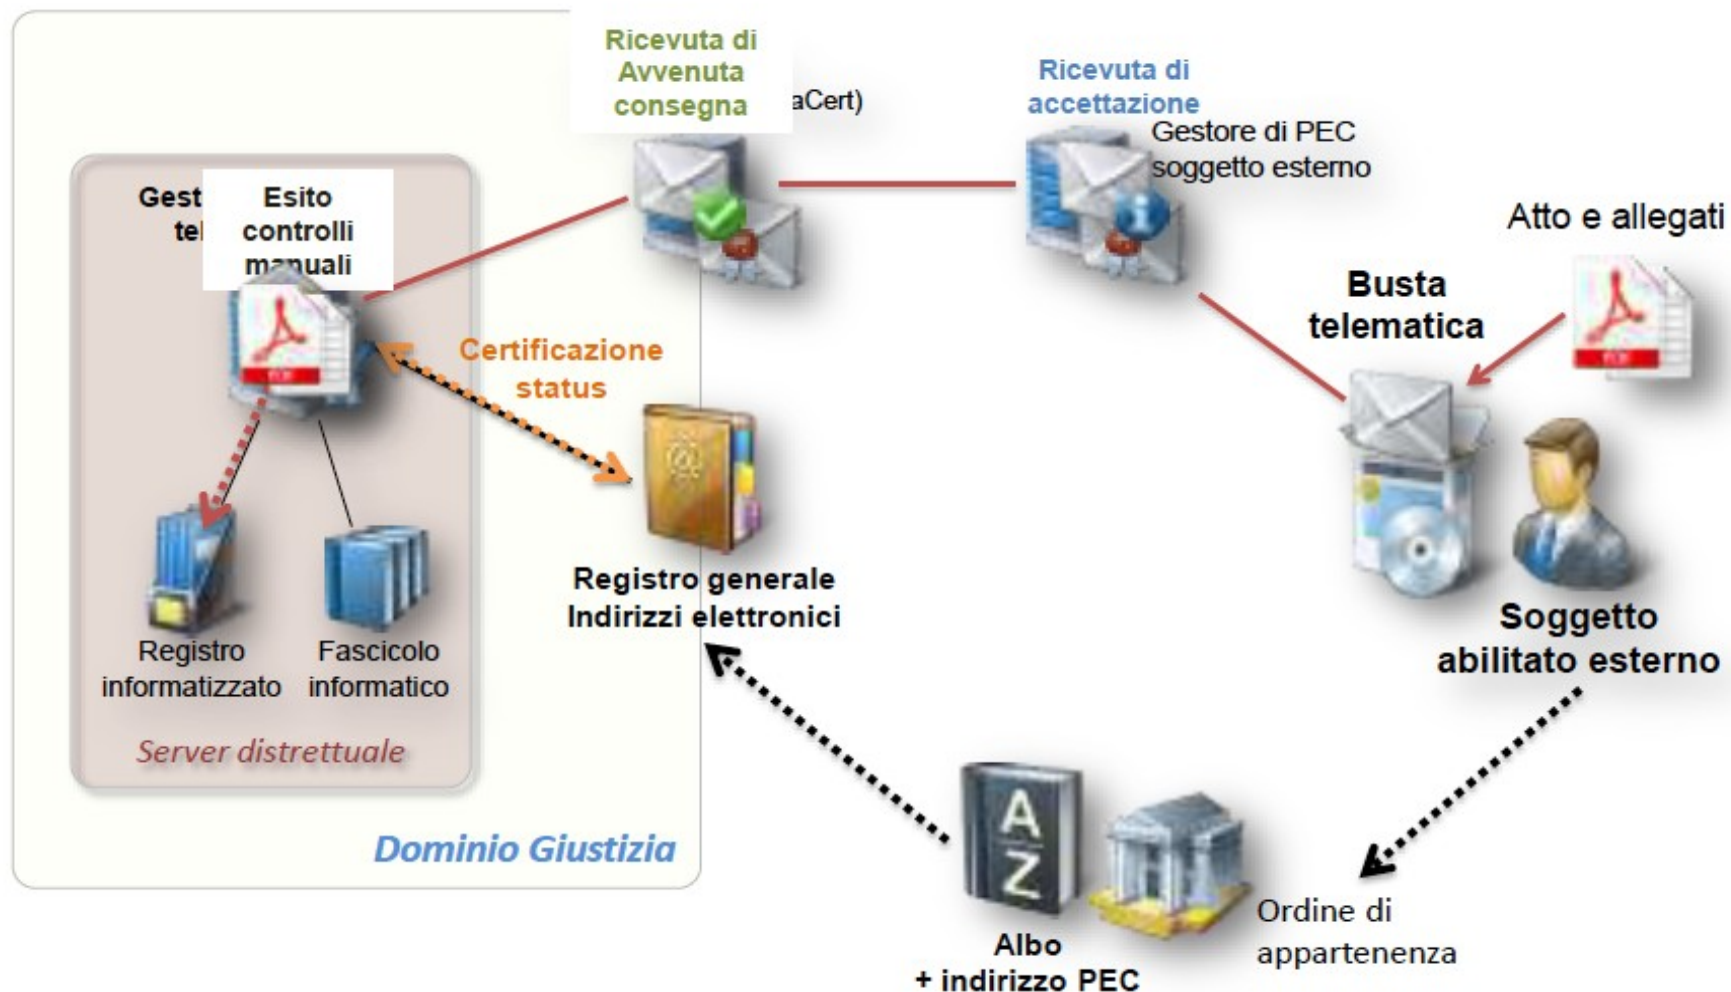 Ricevuta di
Avvenuta
consegna
aCert)
Ricevuta di
accettazione
Gestore di PEC
soggetto esterno
Atto e allegati
Busta
telematica
Soggetto
abilitato esterno
Gest
tel
Esito
controlli
manuali
Certificazione
status
Registro generale
Indirizzi elettronici
Registro
informatizzato
Fascicolo
informatico
Server distrettuale
Dominio Giustizia
@
A
Z
Albo
+ indirizzo PEC
Ordine di
appartenenza